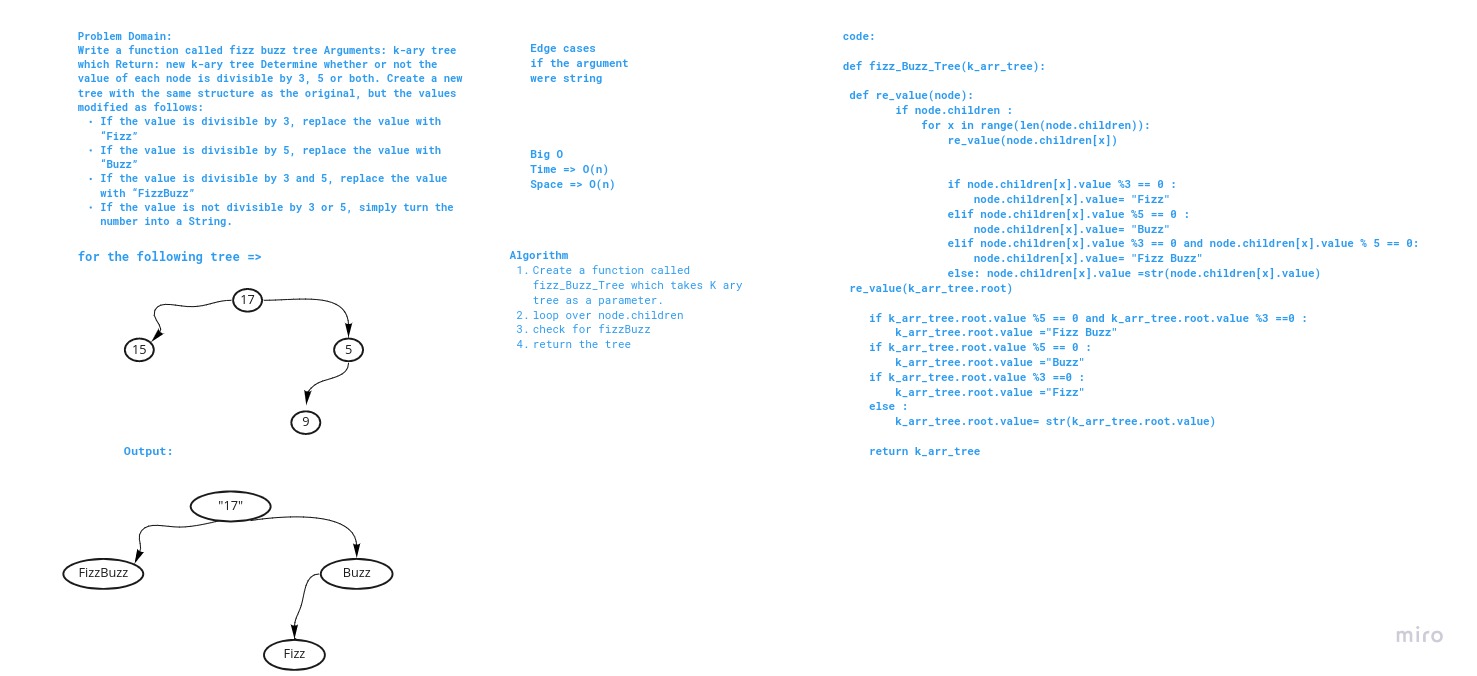 Problem Domain:
Write a function called fizz buzz tree Arguments: k-ary tree
which Return: new k-ary tree Determine whether or not the
value of each node is divisible by 3, 5 or both. Create a new
tree with the same structure as the original, but the values
modified as follows:
· If the value is divisible by 3, replace the value with
“Fizz”
· If the value is divisible by 5, replace the value with
“Buzz”
· If the value is divisible by 3 and 5, replace the value
with “FizzBuzz”
· If the value is not divisible by 3 or 5, simply turn the
number into a String.
for the following tree =>
17
15
5
9
Output:
"17"
FizzBuzz
Buzz
Fizz
Edge cases
if the argument
were string
Big O
Time => O(n)
Space => O(n)
Algorithm
1. Create a function called
fizz_Buzz_Tree which takes K ary
tree as a parameter.
2. loop over node.children
3. check for fizzBuzz
4. return the tree
code:
def fizz_Buzz_Tree(k_arr_tree):
def re_value(node):
if node.children :
for x in range(len(node.children)):
re_value(node.children[x])
if node.children[x].value %3 == 0 :
node.children[x].value= "Fizz"
elif node.children[x].value %5 == 0 :
node.children[x].value= "Buzz"
elif node.children[x].value %3 == 0 and node.children[x].value % 5 == 0:
node.children[x].value= "Fizz Buzz"
else: node.children[x].value =str(node.children[x].value)
re_value(k_arr_tree.root)
if k_arr_tree.root.value %5 == 0 and k_arr_tree.root.value %3 ==0 :
k_arr_tree.root.value ="Fizz Buzz"
if k_arr_tree.root.value %5 == 0 :
k_arr_tree.root.value ="Buzz"
if k_arr_tree.root.value %3 ==0 :
k_arr_tree.root.value ="Fizz"
else :
k_arr_tree.root.value= str(k_arr_tree.root.value)
return k_arr_tree
miro